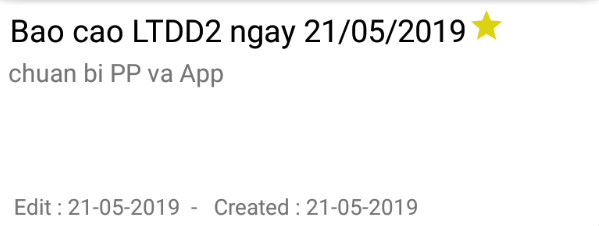 Bao cao LTDD2 ngay 21/05/2019
chuan bi PP va App
Edit : 21-05-2019 - Created : 21-05-2019